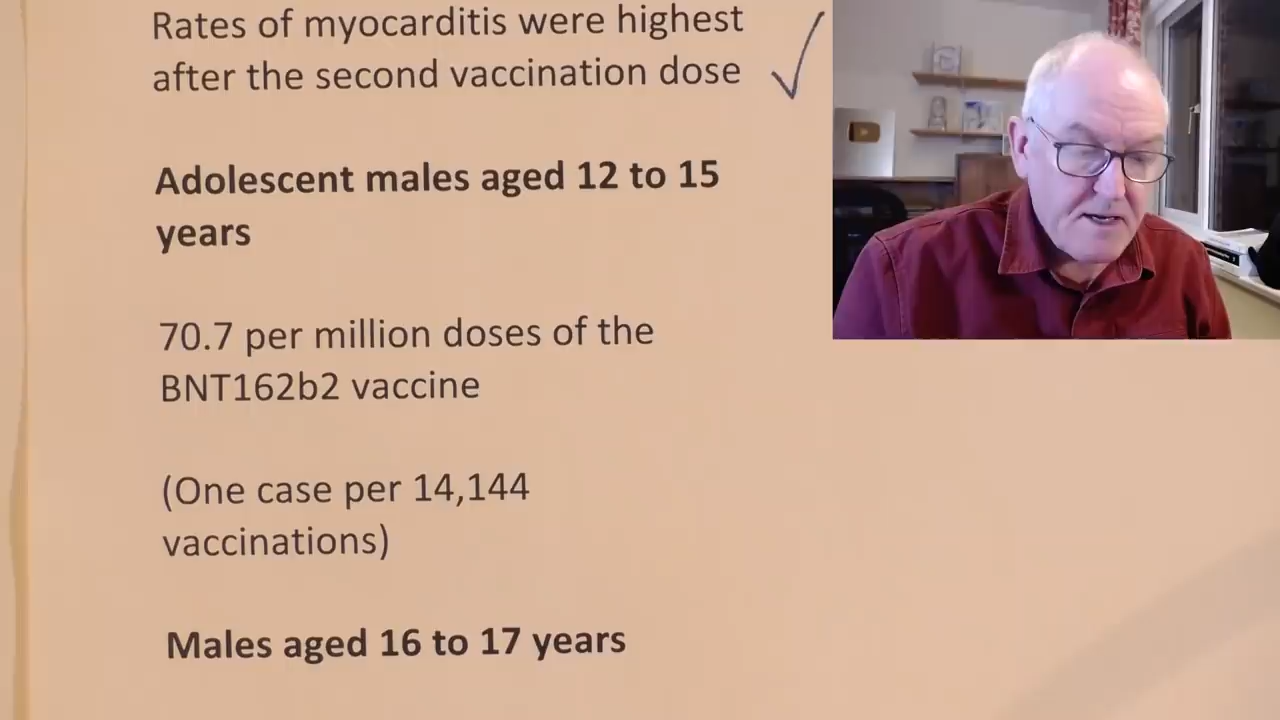 Rates of myocarditis were highest
after the second vaccination dose
Adolescent males aged 12 to 15
years
70.7 per million doses of the
BNT162b2 vaccine
(One case per 14,144
vaccinations)
Males aged 16 to 17 years